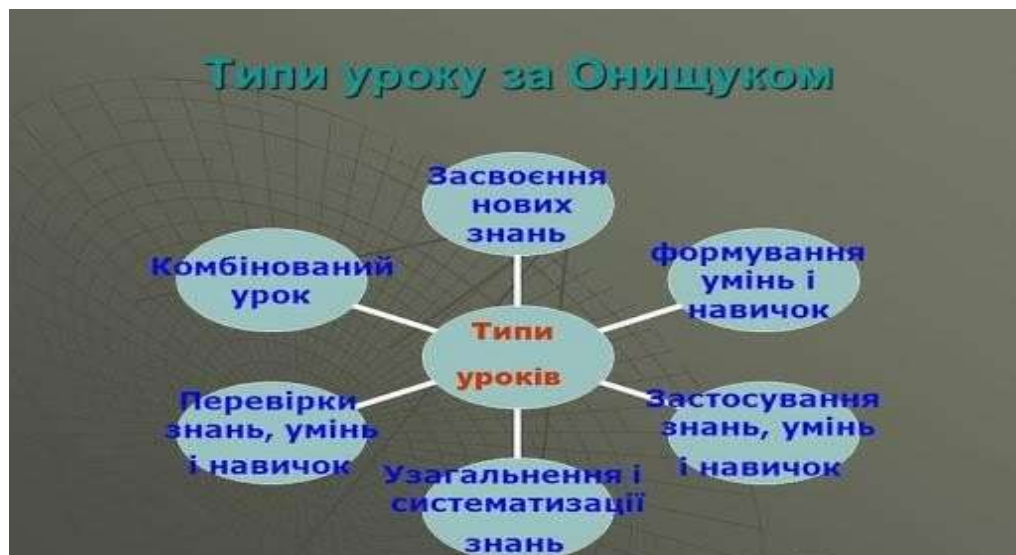 Типи уроку за Онищуком
Засвоєння
нових
знань
формування
умінь і
навичок
Застосування
знань, умінь
і навичок
Узагальнення і
систематизації
знань
Перевірки
знань, умінь
і навичок
Комбінований
урок
Типи
уроків